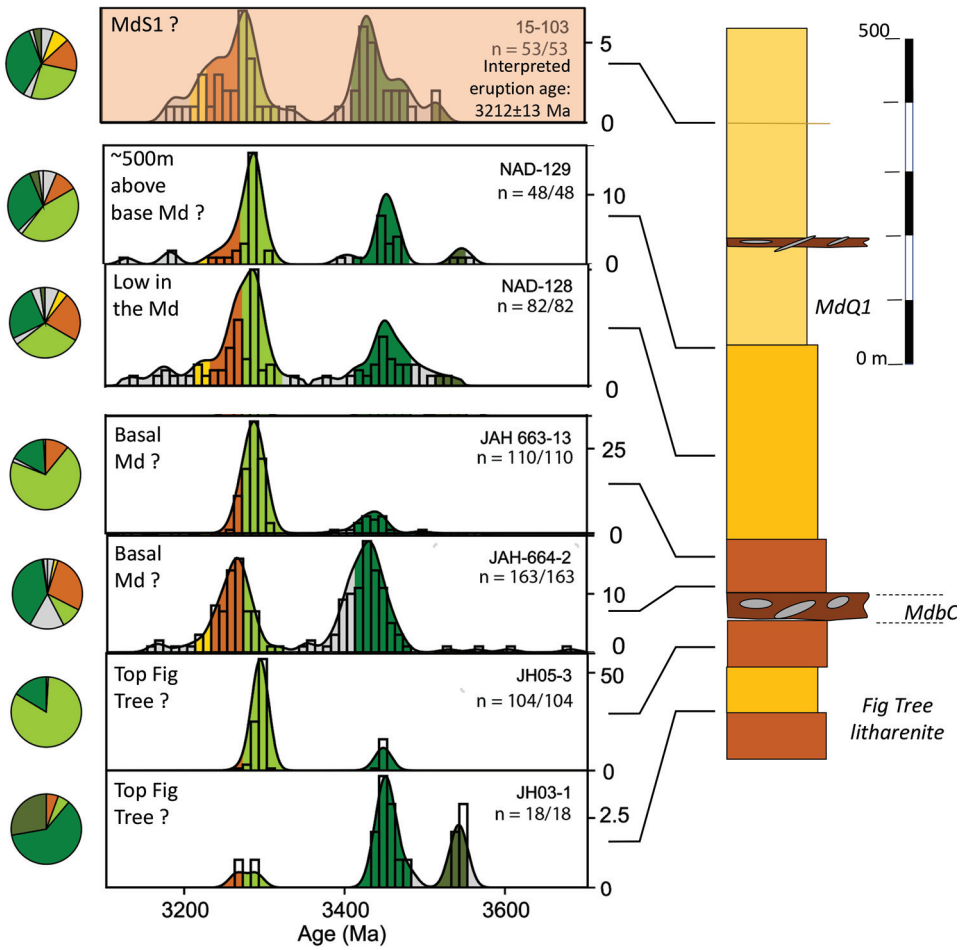 MdS1 ?
15-103
n = 53/53
Interpreted
eruption age:
3212±13 Ma
5
0
~500m
above
base Md ?
NAD-129
n = 48/48
10
0
Low in
the Md
NAD-128
n = 82/82
0
Basal
Md ?
JAH 663-13
n = 110/110
25
0
Basal
Md ?
JAH-664-2
n = 163/163
10
0
Top Fig
Tree ?
JH05-3
n = 104/104
50
0
Top Fig
Tree ?
JH03-1
n = 18/18
2.5
0
3200
3400
3600
Age (Ma)
500
0 m
MdQ1
MdbC
Fig Tree
litharenite